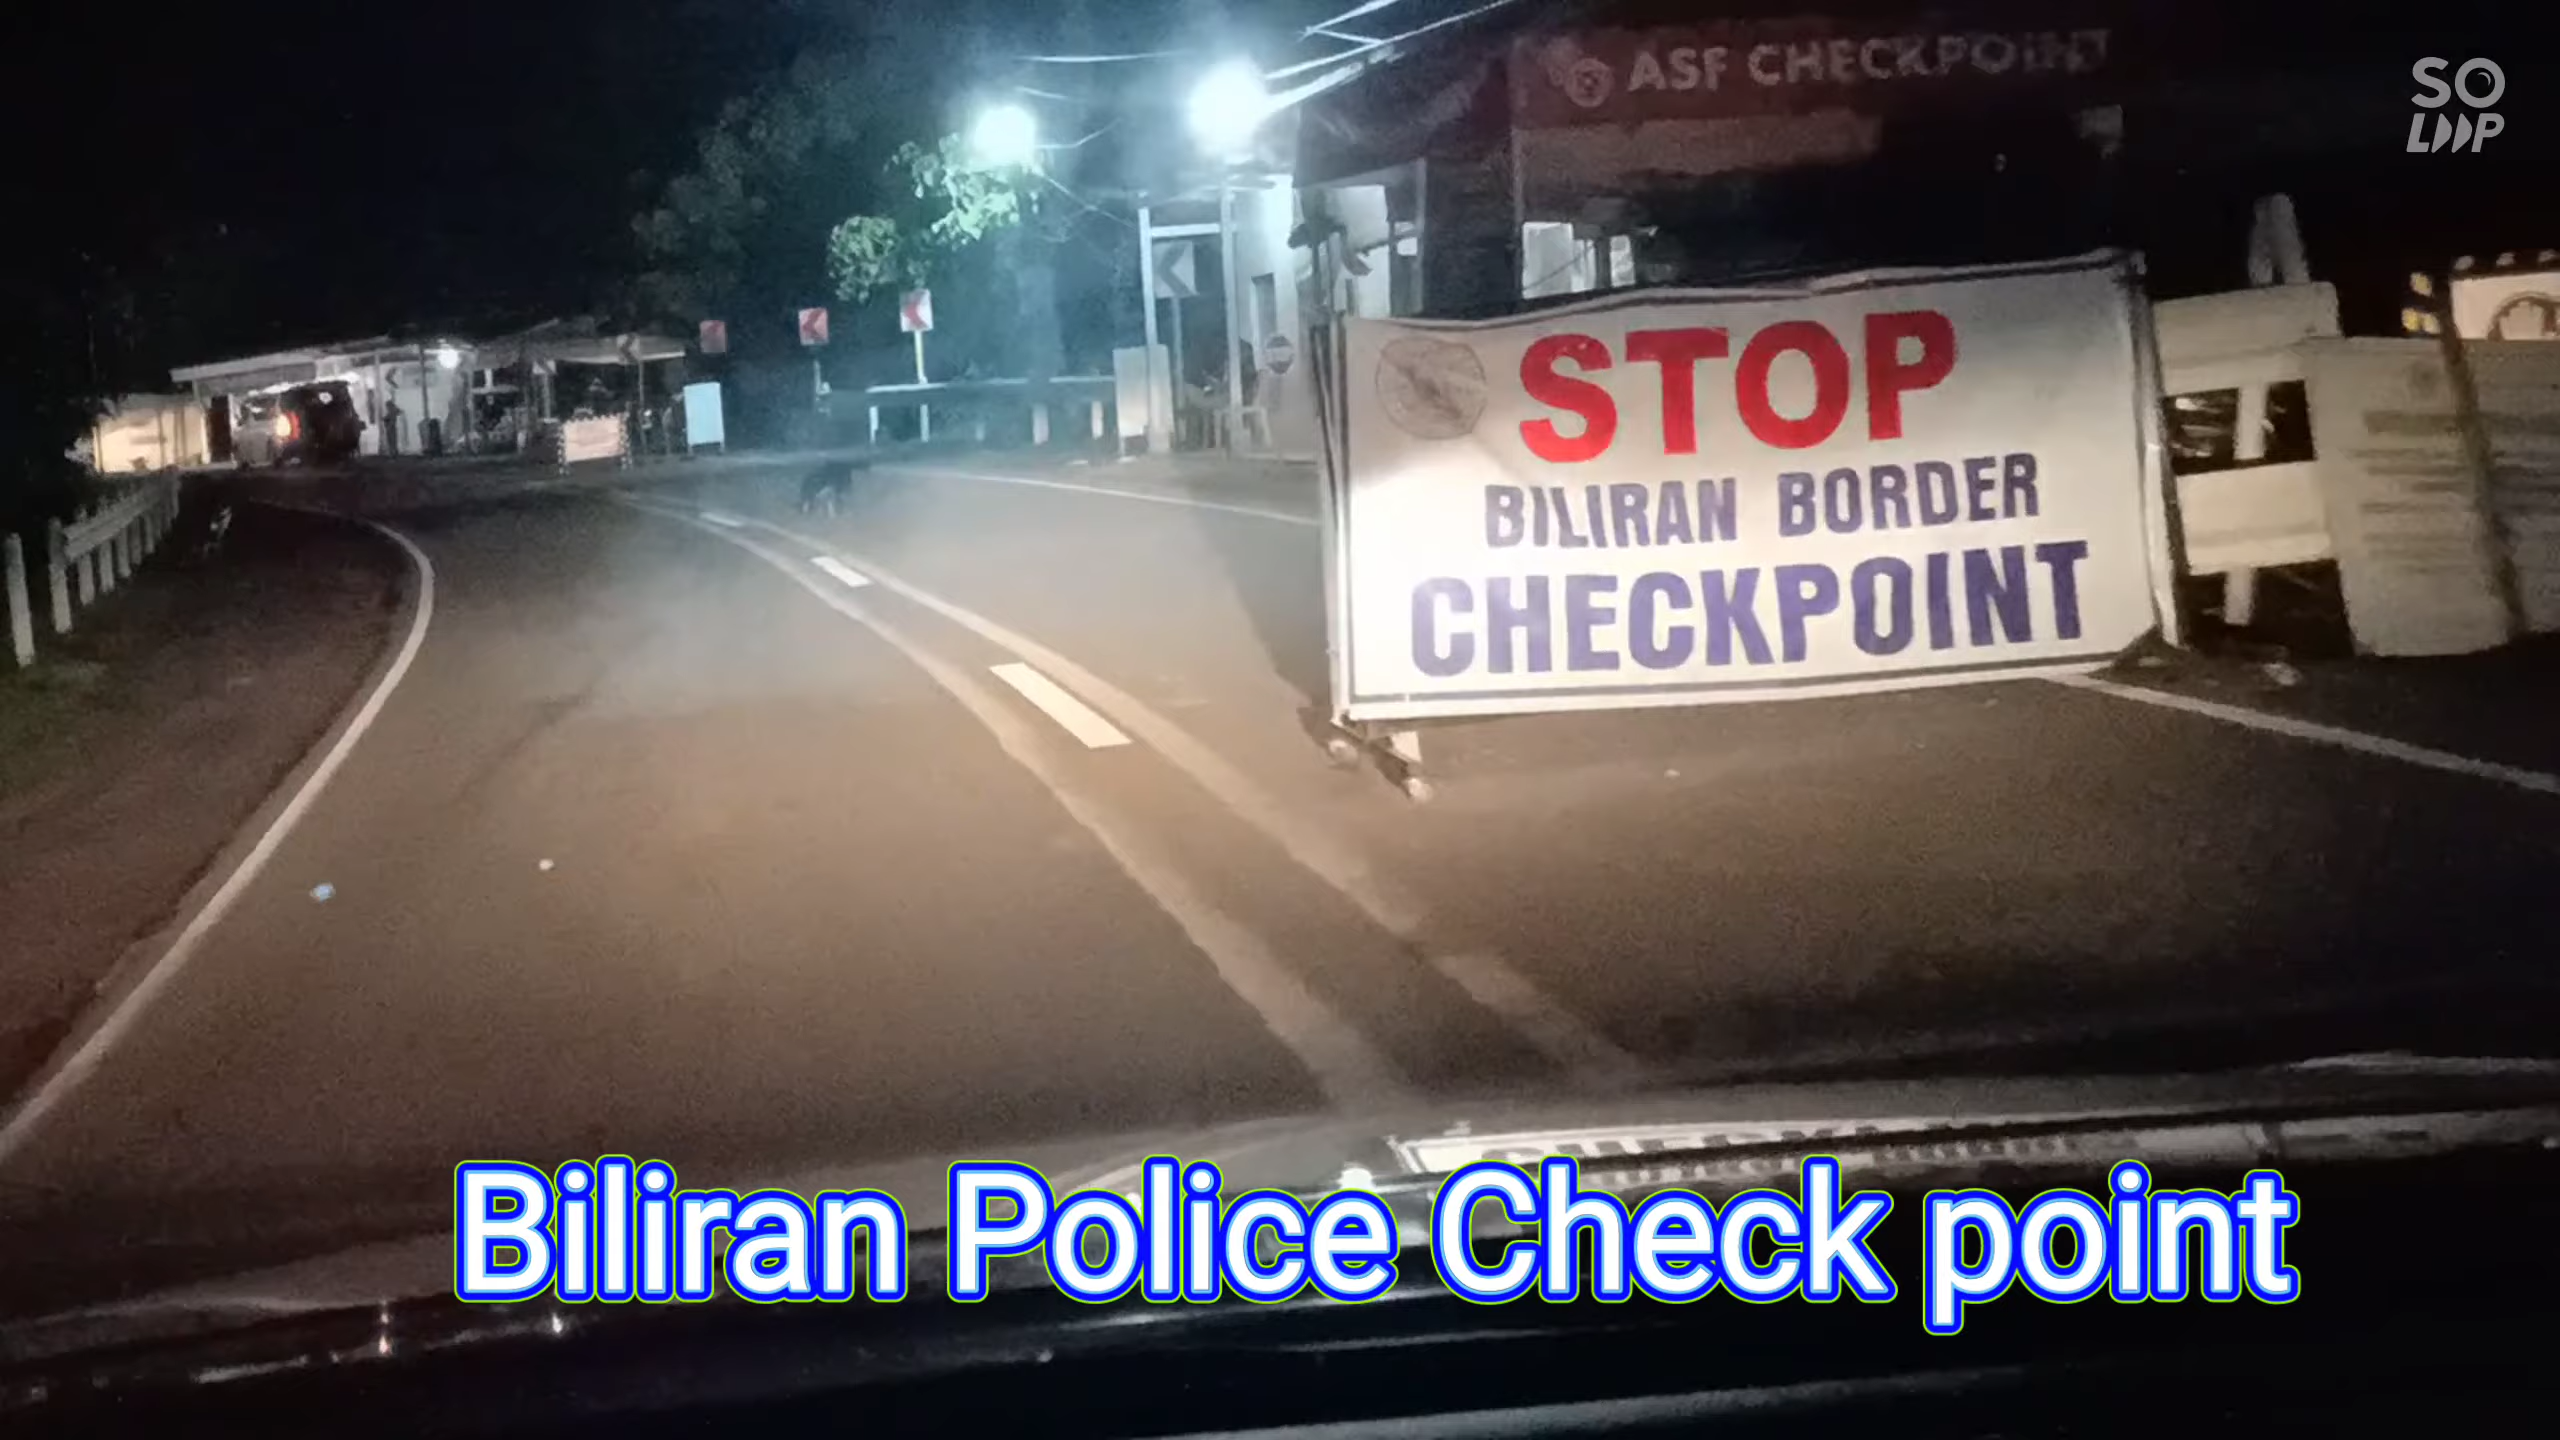 ASF CHECKPOINT
SO
LOOP
STOP
BILIRAN BORDER
CHECKPOINT
Biliran Police Check point